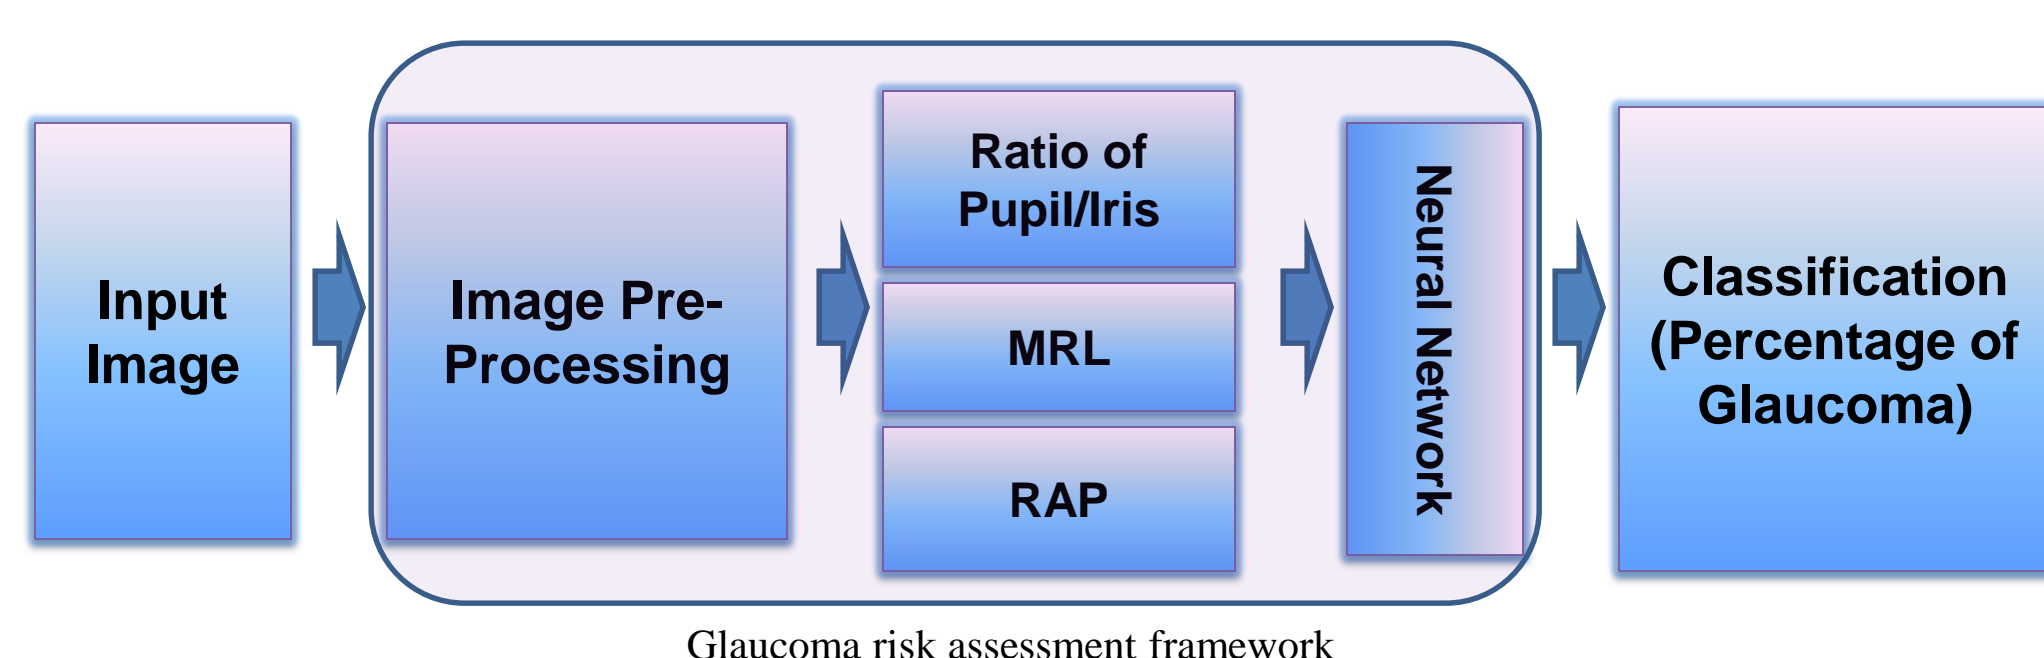 Input
Image
Image Pre-
Processing
Ratio of
Pupil/Iris
MRL
RAP
Neural Network
Classification
(Percentage of
Glaucoma)
Glaucoma risk assessment framework